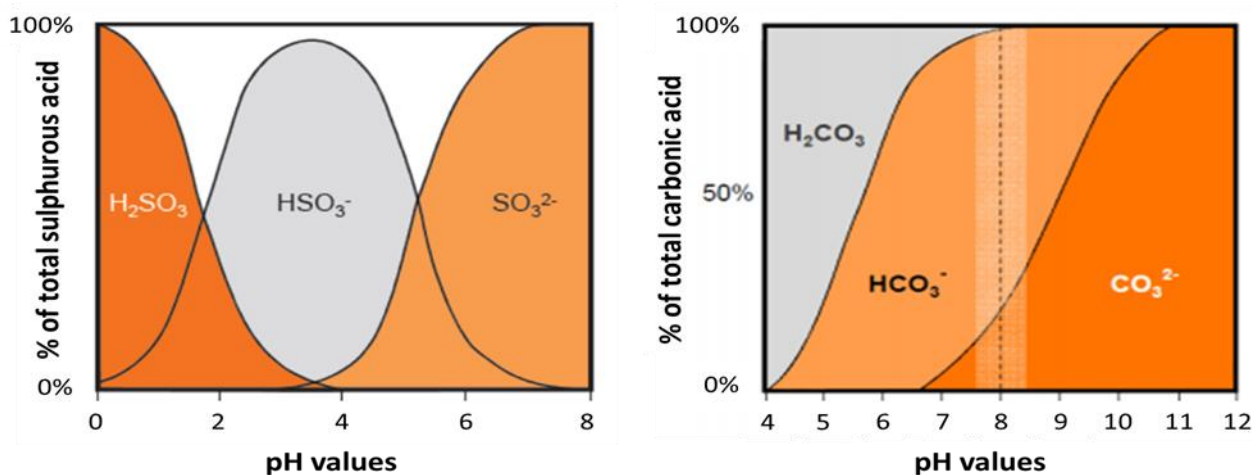 100%
% of total sulphurous acid
0%
H₂SO₃
HSO₃⁻
SO₃²⁻
0 2 4 6 8
pH values
100%
% of total carbonic acid
50%
0%
H₂CO₃
HCO₃⁻
CO₃²⁻
4 5 6 7 8 9 10 11 12
pH values